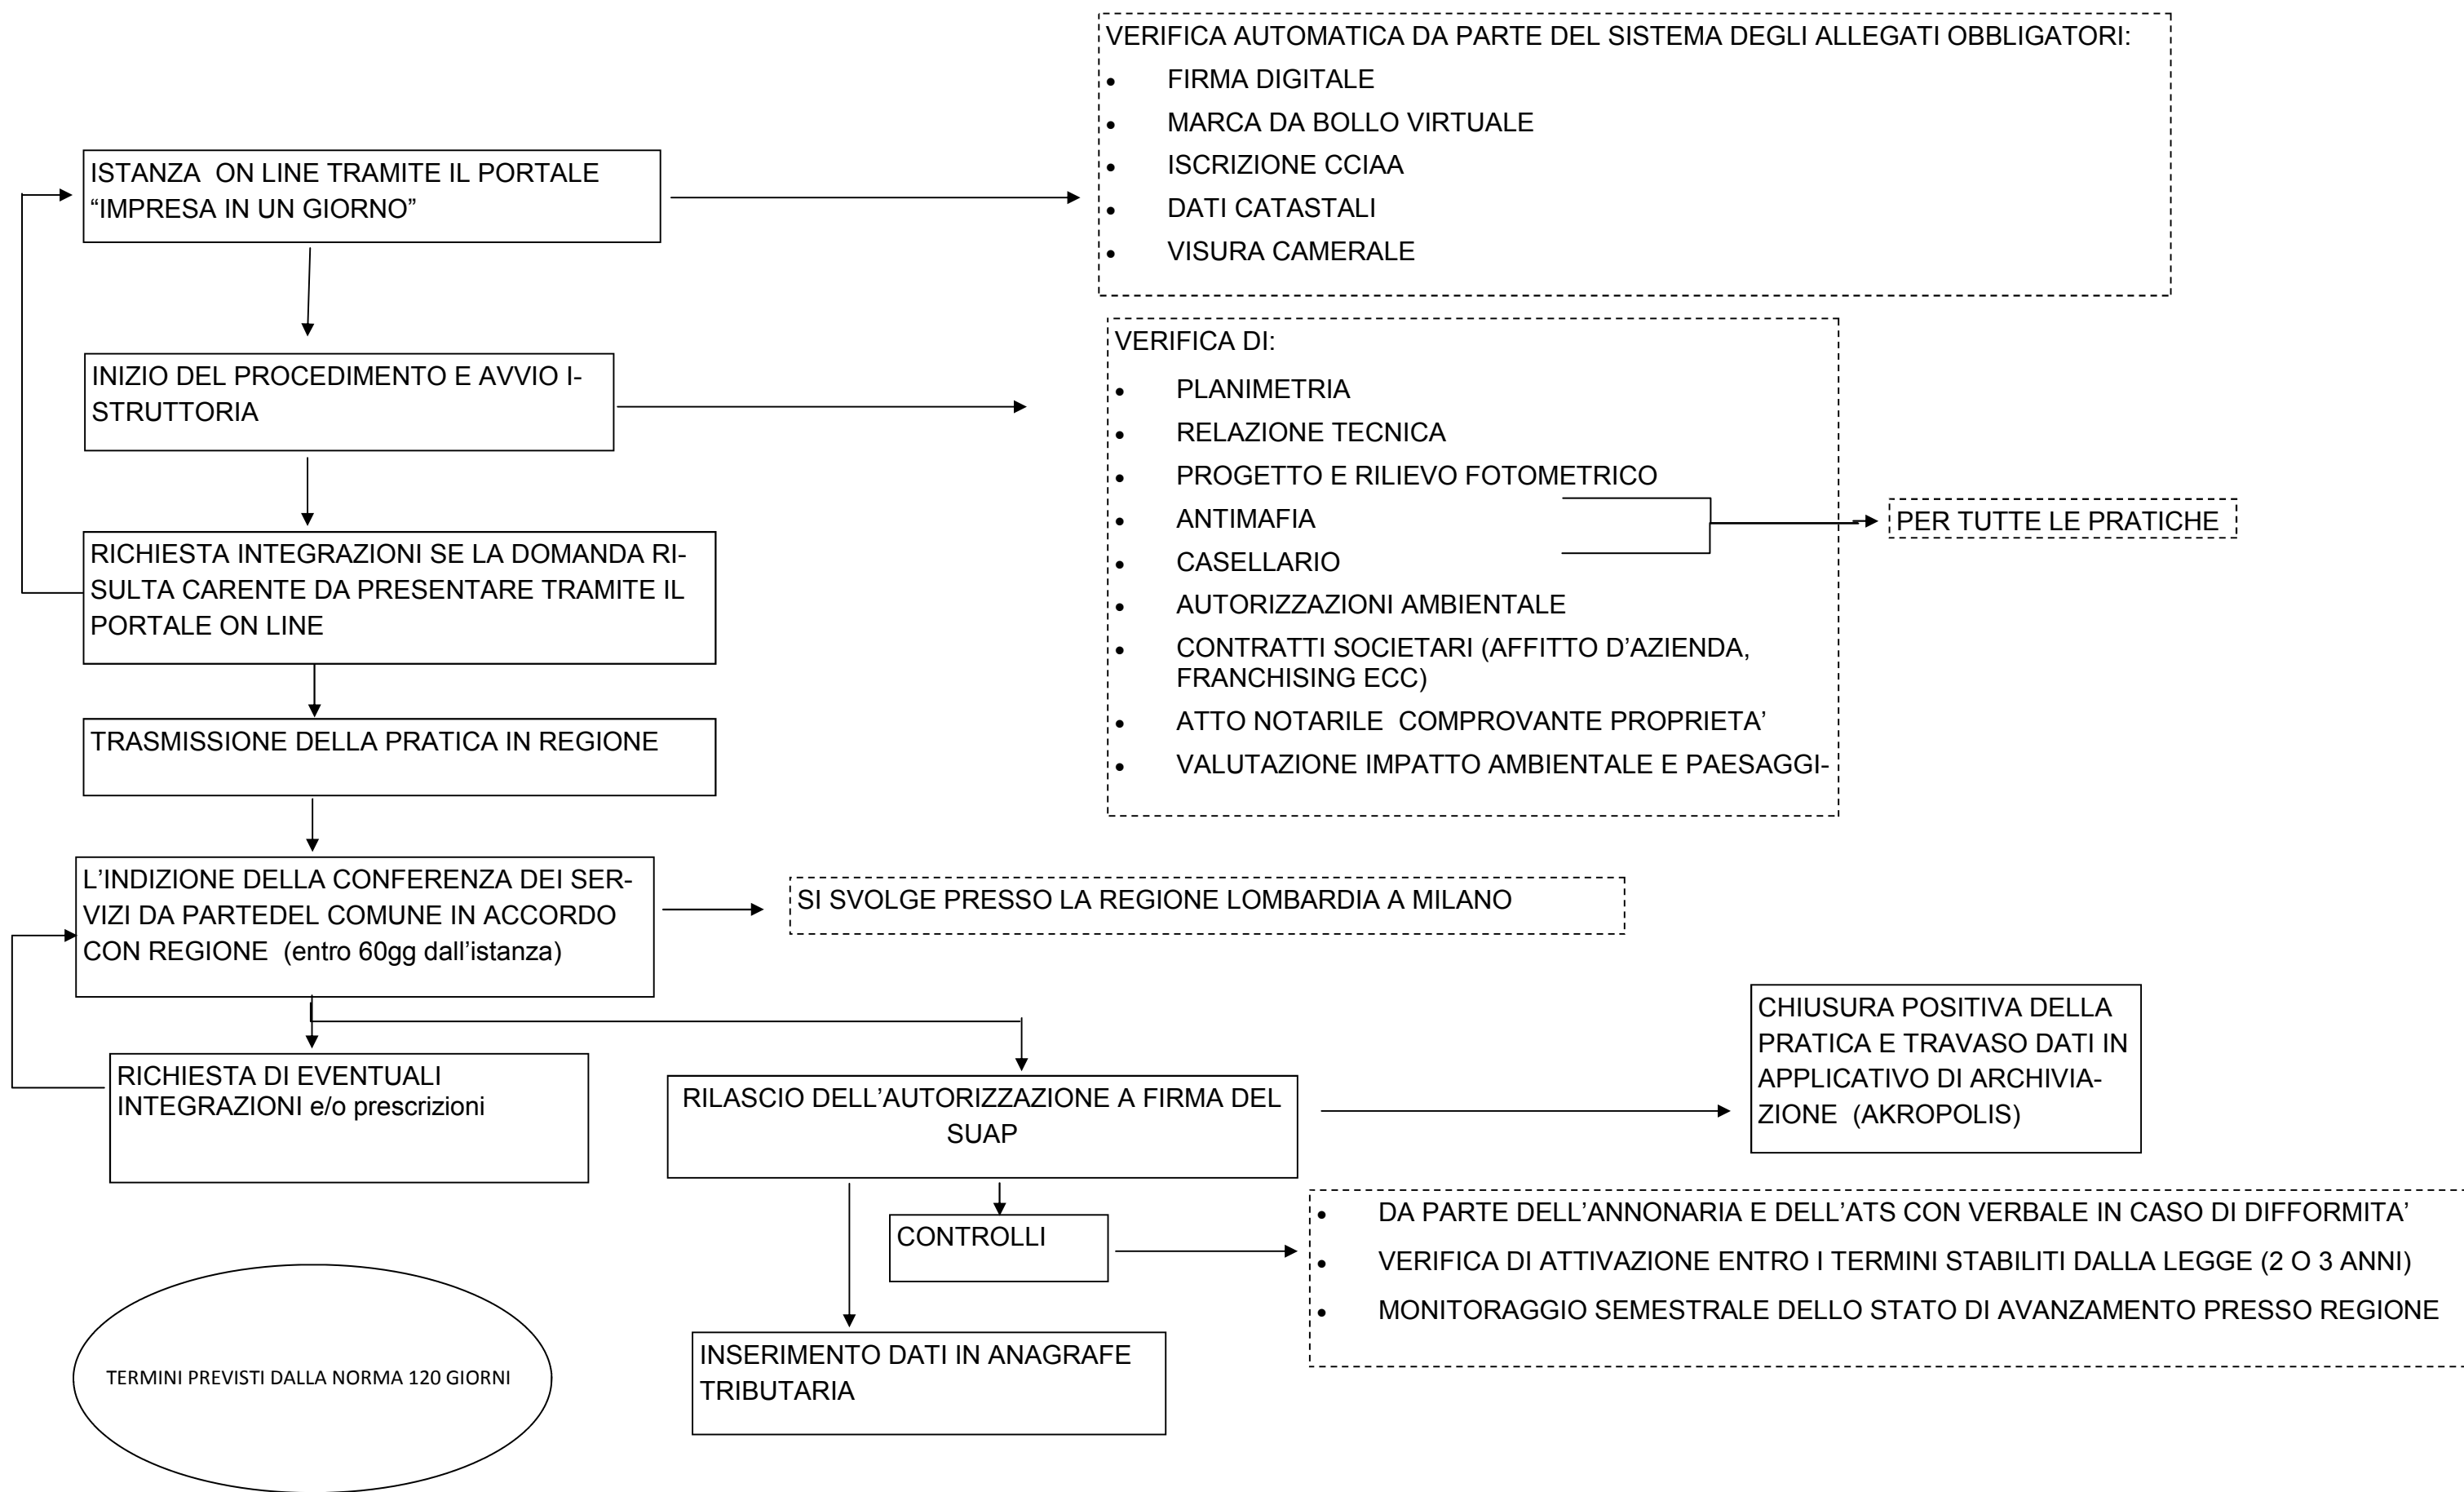 VERIFICA AUTOMATICA DA PARTE DEL SISTEMA DEGLI ALLEGATI OBBLIGATORI:
• FIRMA DIGITALE
• MARCA DA BOLLO VIRTUALE
• ISCRIZIONE CCIAA
• DATI CATASTALI
• VISURA CAMERALE
ISTANZA ON LINE TRAMITE IL PORTALE
“IMPRESA IN UN GIORNO”
INIZIO DEL PROCEDIMENTO E AVVIO I-
STRUTTORIA
VERIFICA DI:
• PLANIMETRIA
• RELAZIONE TECNICA
• PROGETTO E RILIEVO FOTOMETRICO
• ANTIMAFIA
• CASELLARIO
• AUTORIZZAZIONI AMBIENTALE
• CONTRATTI SOCIETARI (AFFITTO D’AZIENDA,
FRANCHISING ECC)
• ATTO NOTARILE COMPROVANTE PROPRIETA’
• VALUTAZIONE IMPATTO AMBIENTALE E PAESAGGI-
PER TUTTE LE PRATICHE
RICHIESTA INTEGRAZIONI SE LA DOMANDA RI-
SULTA CARENTE DA PRESENTARE TRAMITE IL
PORTALE ON LINE
TRASMISSIONE DELLA PRATICA IN REGIONE
L’INDIZIONE DELLA CONFERENZA DEI SER-
VIZI DA PARTEDEL COMUNE IN ACCORDO
CON REGIONE (entro 60gg dall’istanza)
SI SVOLGE PRESSO LA REGIONE LOMBARDIA A MILANO
RICHIESTA DI EVENTUALI
INTEGRAZIONI e/o prescrizioni
RILASCIO DELL’AUTORIZZAZIONE A FIRMA DEL
SUAP
CHIUSURA POSITIVA DELLA
PRATICA E TRAVASO DATI IN
APPLICATIVO DI ARCHIVIA-
ZIONE (AKROPOLIS)
CONTROLLI
• DA PARTE DELL’ANNONARIA E DELL’ATS CON VERBALE IN CASO DI DIFFORMITA’
• VERIFICA DI ATTIVAZIONE ENTRO I TERMINI STABILITI DALLA LEGGE (2 O 3 ANNI)
• MONITORAGGIO SEMESTRALE DELLO STATO DI AVANZAMENTO PRESSO REGIONE
INSERIMENTO DATI IN ANAGRAFE
TRIBUTARIA
TERMINI PREVISTI DALLA NORMA 120 GIORNI